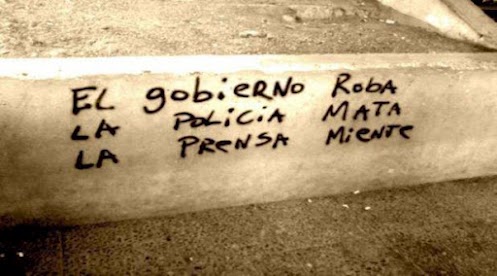 EL gobiERNO RobA
LA POLiCiA MATA
LA PRENSA MieNTe